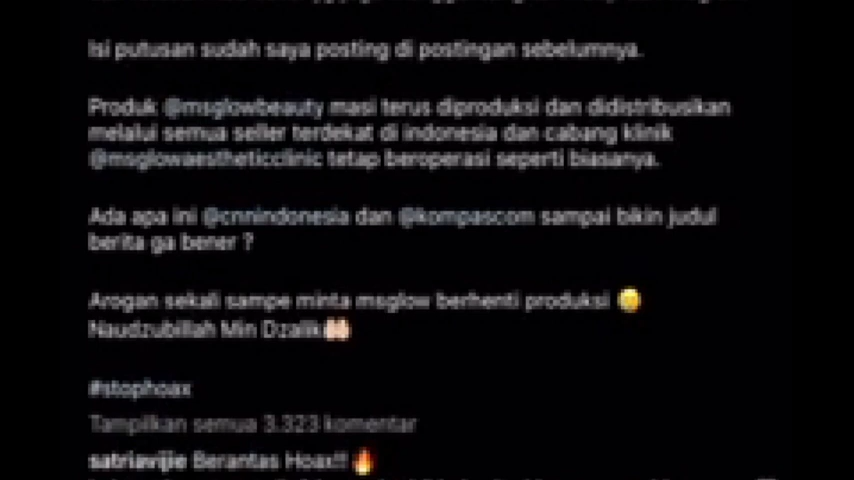 Isi putusan sudah saya posting di postingan sebelumnya.
Produk @msglowbeauty masi terus diproduksi dan didistribusikan
melalui semua seller terdekat di indonesia dan cabang klinik
@msglowaestheticclinic tetap beroperasi seperti biasanya.
Ada apa ini @cnnindonesia dan @kompascom sampai bikin judul
berita ga bener ?
Arogan sekali sampe minta msglow berhenti produksi
Naudzubillah Min Dzalik
#stophoax
Tampilkan semua 3.323 komentar
satriavijie Berantas Hoax!!